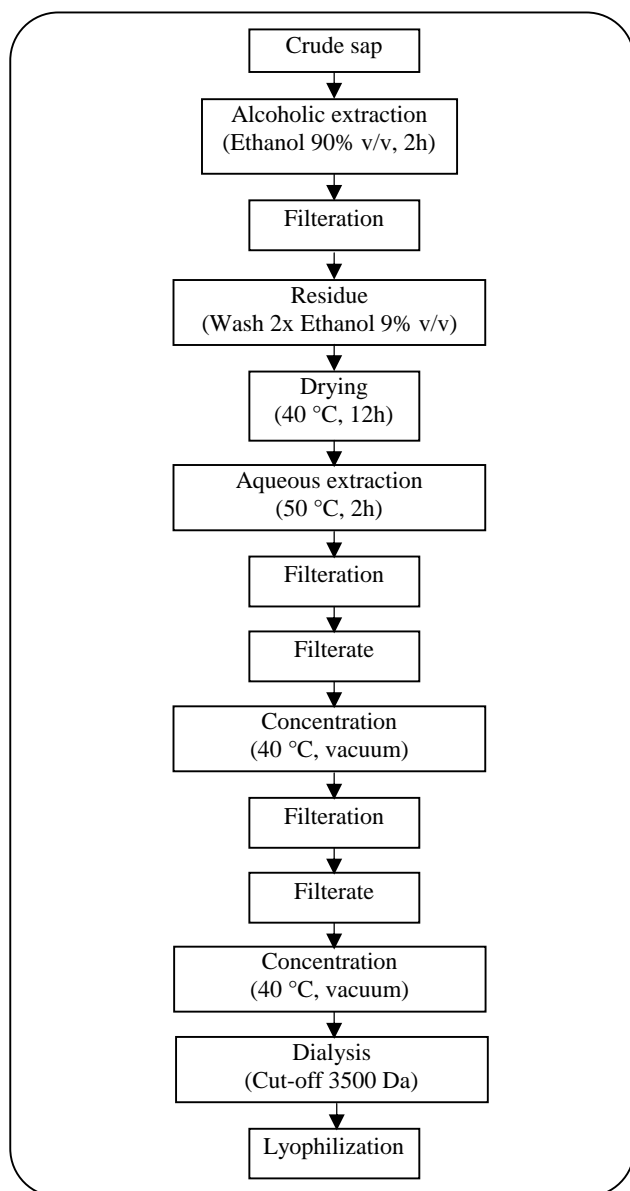 Crude sap
Alcoholic extraction
(Ethanol 90% v/v, 2h)
Filteration
Residue
(Wash 2x Ethanol 9% v/v)
Drying
(40 °C, 12h)
Aqueous extraction
(50 °C, 2h)
Filteration
Filterate
Concentration
(40 °C, vacuum)
Filteration
Filterate
Concentration
(40 °C, vacuum)
Dialysis
(Cut-off 3500 Da)
Lyophilization